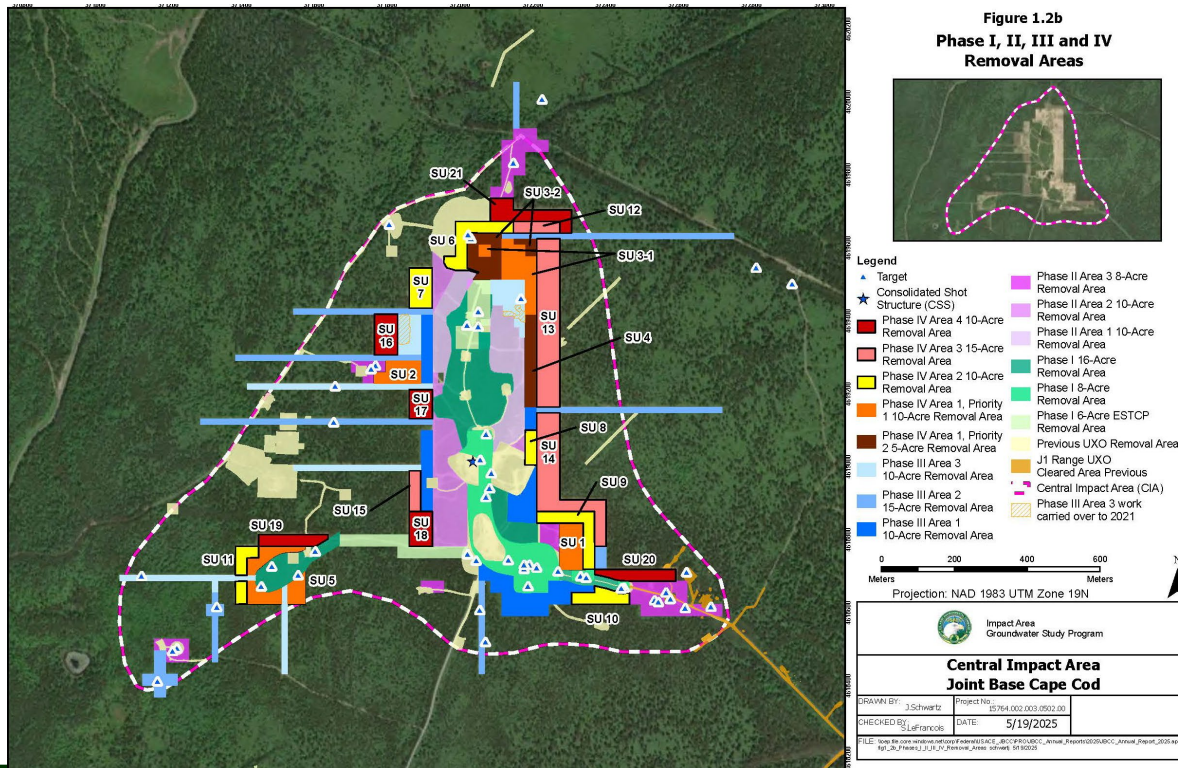 Figure 1.2b
Phase I, II, III and IV
Removal Areas
SU 21
SU 3-2
SU 12
SU 6
SU 3-1
SU
7
SU
13
SU
16
SU 4
SU 2
SU
17
SU 8
SU
14
SU 9
SU 15
SU
18
SU 19
SU 1
SU 11
SU 20
SU 5
SU 10
Legend
Target
Consolidated Shot
Structure (CSS)
Phase IV Area 4 10-Acre
Removal Area
Phase IV Area 3 15-Acre
Removal Area
Phase IV Area 2 10-Acre
Removal Area
Phase IV Area 1, Priority
1 10-Acre Removal Area
Phase IV Area 1, Priority
2 5-Acre Removal Area
Phase III Area 3
10-Acre Removal Area
Phase III Area 2
15-Acre Removal Area
Phase III Area 1
10-Acre Removal Area
Phase II Area 3 8-Acre
Removal Area
Phase II Area 2 10-Acre
Removal Area
Phase II Area 1 10-Acre
Removal Area
Phase I 16-Acre
Removal Area
Phase I 8-Acre
Removal Area
Phase I 6-Acre ESTCP
Removal Area
Previous UXO Removal Area
J1 Range UXO
Cleared Area Previous
Central Impact Area (CIA)
Phase III Area 3 work
carried over to 2021
0 200 400 600
Meters Meters
Projection: NAD 1983 UTM Zone 19N
Impact Area
Groundwater Study Program
Central Impact Area
Joint Base Cape Cod
DRAWN BY: J.Schwartz
Project No.: 15764.002.003.0502.00
CHECKED BY: S.LeFrancois
DATE: 5/19/2025
FILE: